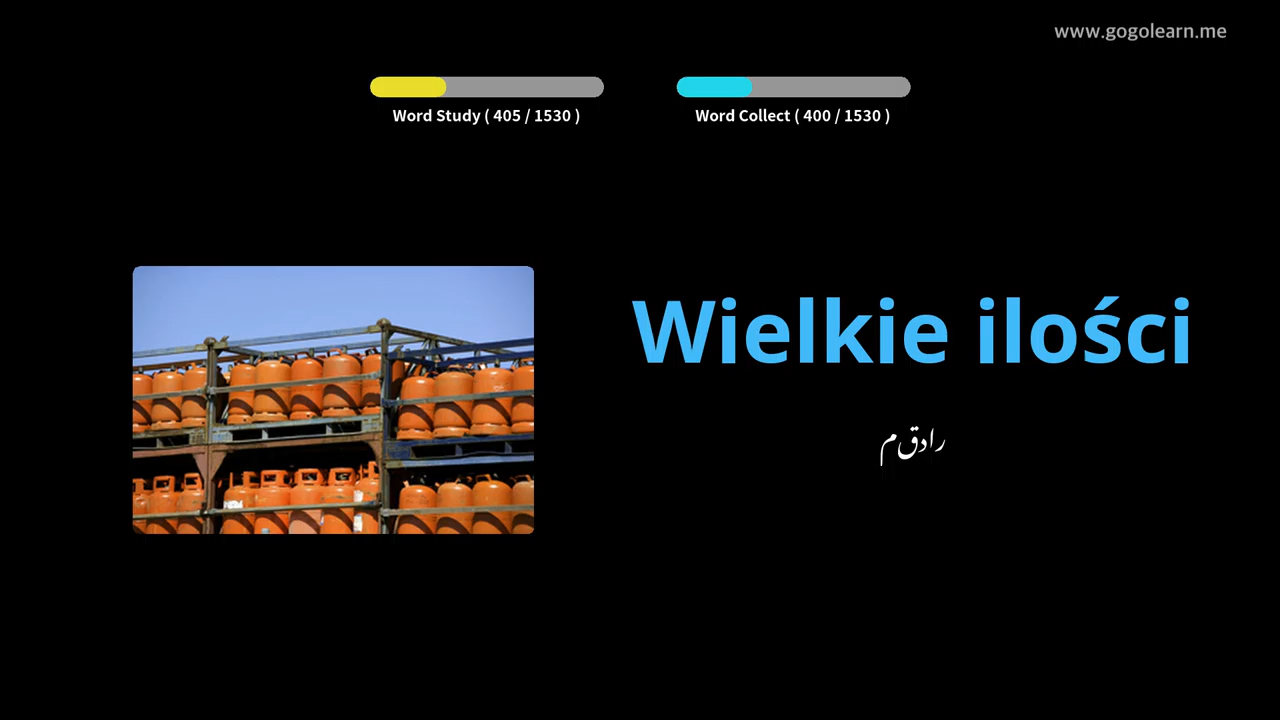 www.gogolearn.me
Word Study ( 405 / 1530 )
Word Collect ( 400 / 1530 )
Wielkie ilości
رادقم